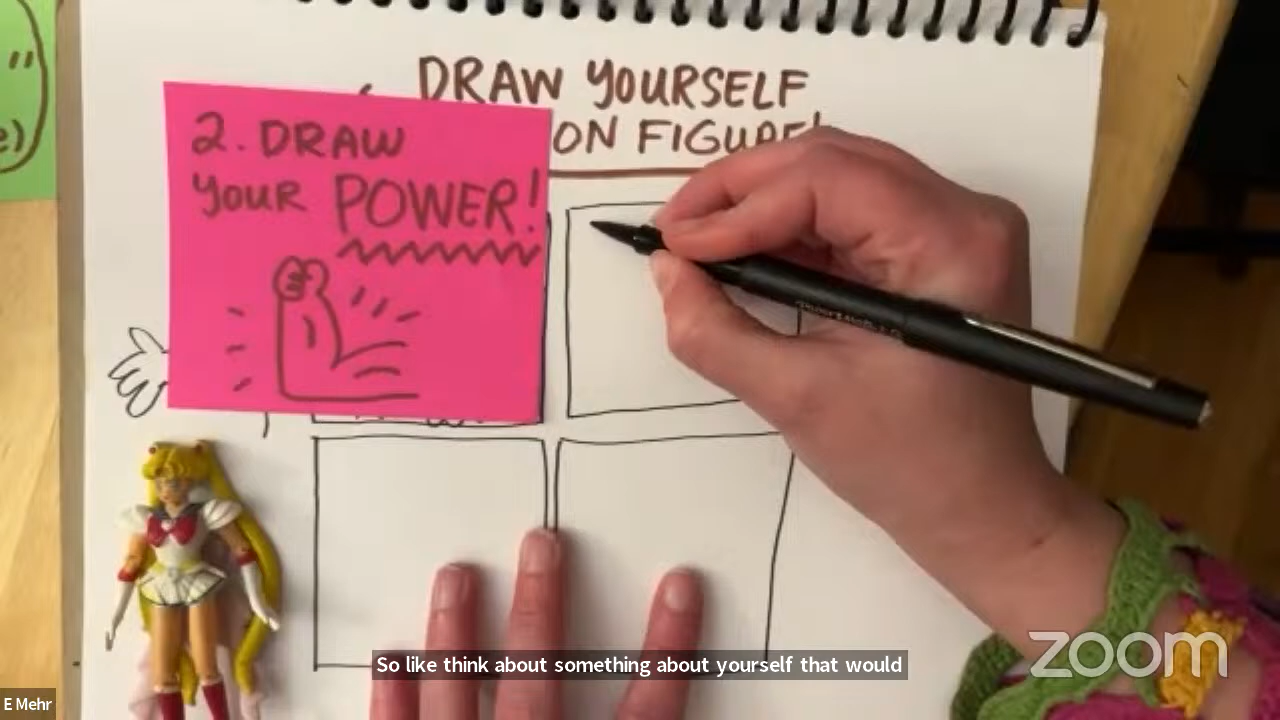 DRAW YOURSELF
ON FIGURE!
2. DRAW
YOUR POWER!
"
e)
So like think about something about yourself that would
zoom
E Mehr